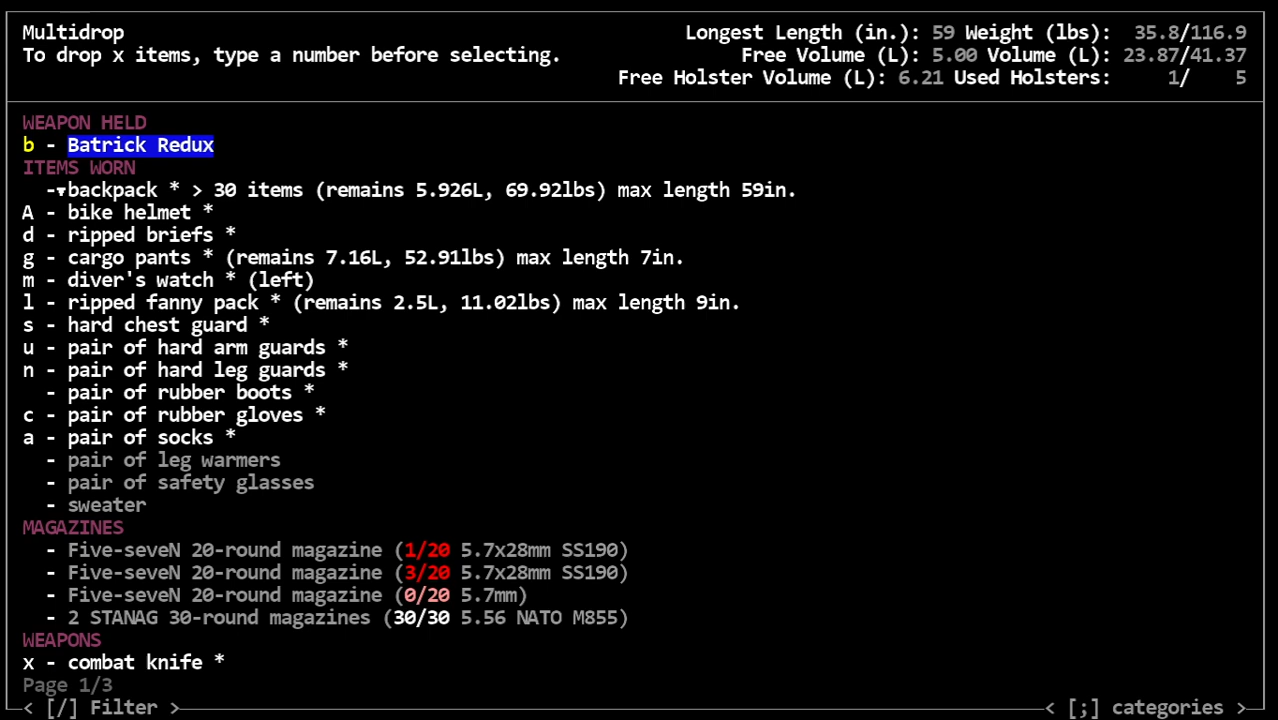 Multidrop
To drop x items, type a number before selecting.
Longest Length (in.): 59 Weight (lbs): 35.8/116.9
Free Volume (L): 5.00 Volume (L): 23.87/41.37
Free Holster Volume (L): 6.21 Used Holsters: 1/ 5
WEAPON HELD
b - Batrick Redux
ITEMS WORN
-▾backpack * > 30 items (remains 5.926L, 69.92lbs) max length 59in.
A - bike helmet *
d - ripped briefs *
g - cargo pants * (remains 7.16L, 52.91lbs) max length 7in.
m - diver's watch * (left)
l - ripped fanny pack * (remains 2.5L, 11.02lbs) max length 9in.
s - hard chest guard *
u - pair of hard arm guards *
n - pair of hard leg guards *
- pair of rubber boots *
c - pair of rubber gloves *
a - pair of socks *
- pair of leg warmers
- pair of safety glasses
- sweater
MAGAZINES
- Five-seveN 20-round magazine (1/20 5.7x28mm SS190)
- Five-seveN 20-round magazine (3/20 5.7x28mm SS190)
- Five-seveN 20-round magazine (0/20 5.7mm)
- 2 STANAG 30-round magazines (30/30 5.56 NATO M855)
WEAPONS
x - combat knife *
Page 1/3
< [/] Filter >
< [;] categories >